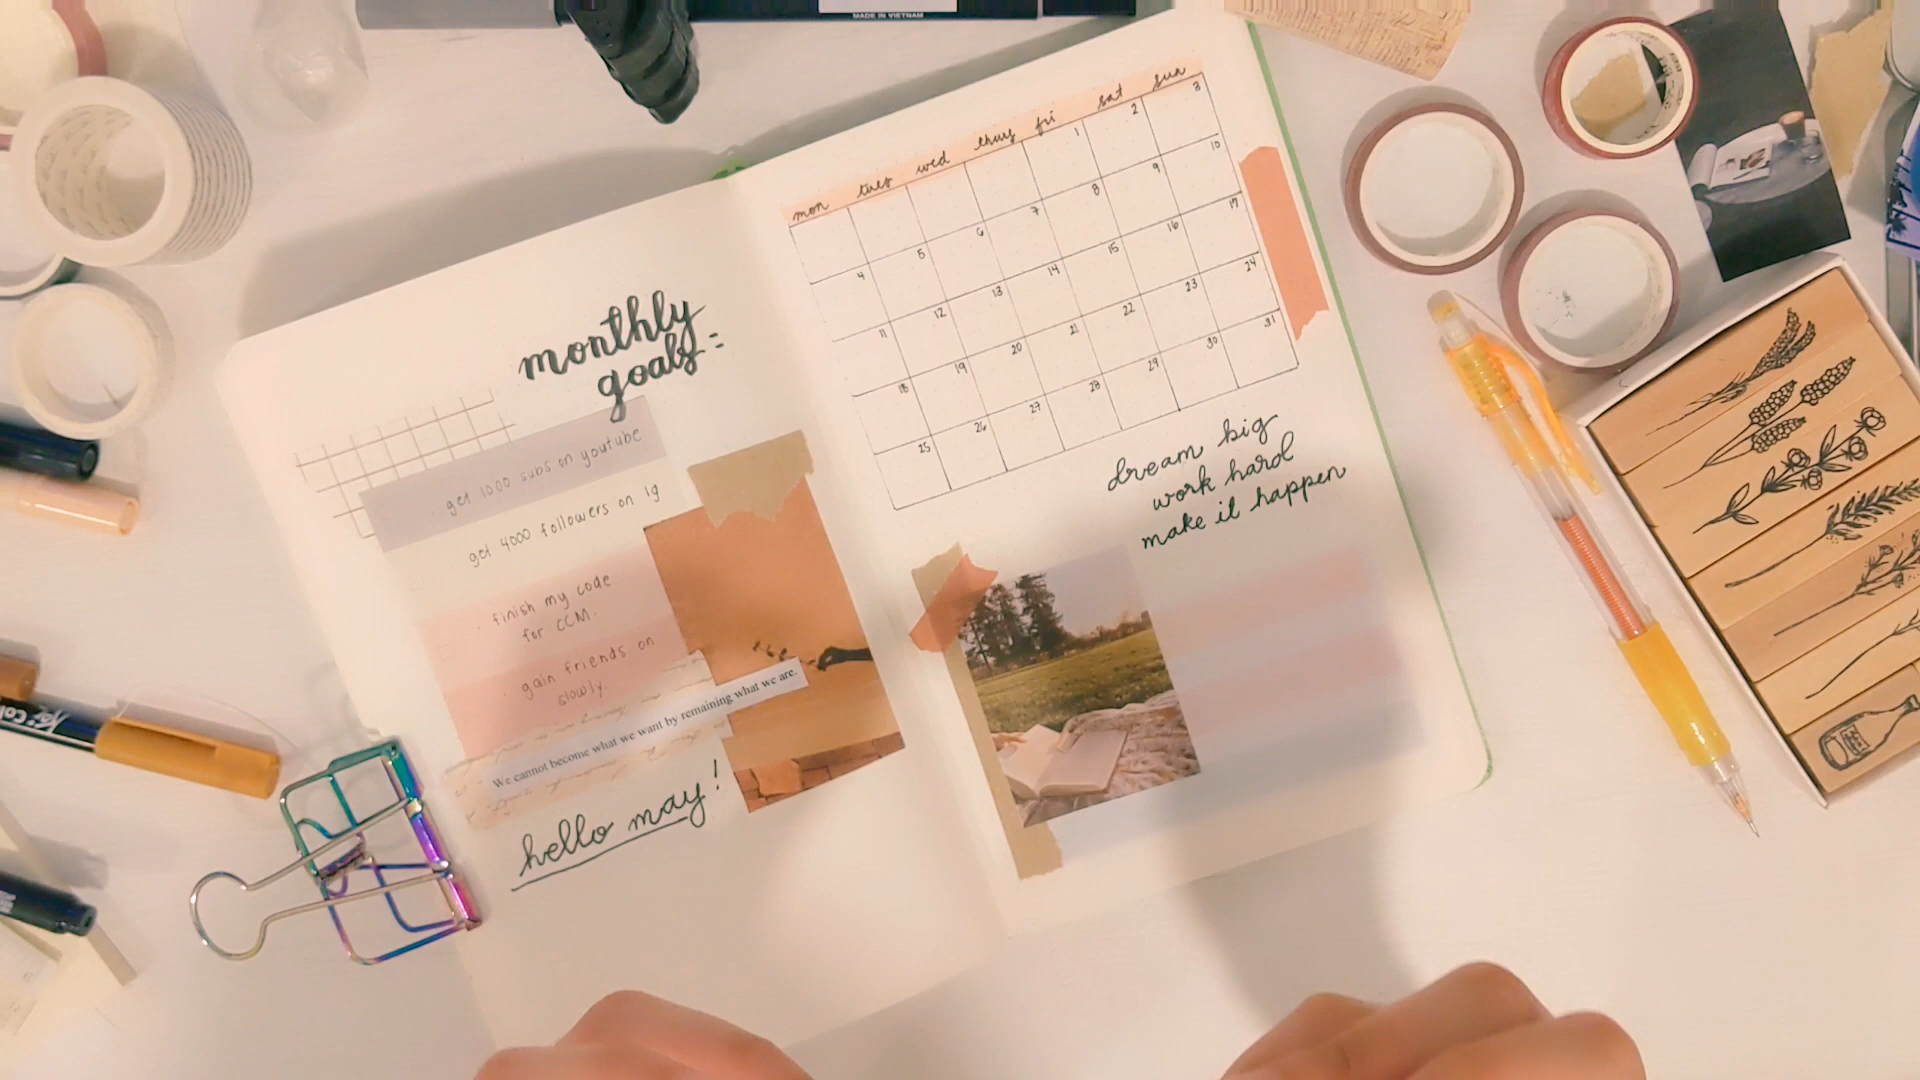 MADE IN VIETNAM
monthly
goals:
get 1000 subs on youtube
get 4000 followers on ig
finish my code
for CCM.
gain friends on
slowly.
We cannot become what we want by remaining what we are.
hello may!
mon tues wed thurs fri sat sun
1 2 3
4 5 6 7 8 9 10
11 12 13 14 15 16 17
18 19 20 21 22 23 24
25 26 27 28 29 30 31
dream big
work hard
make it happen